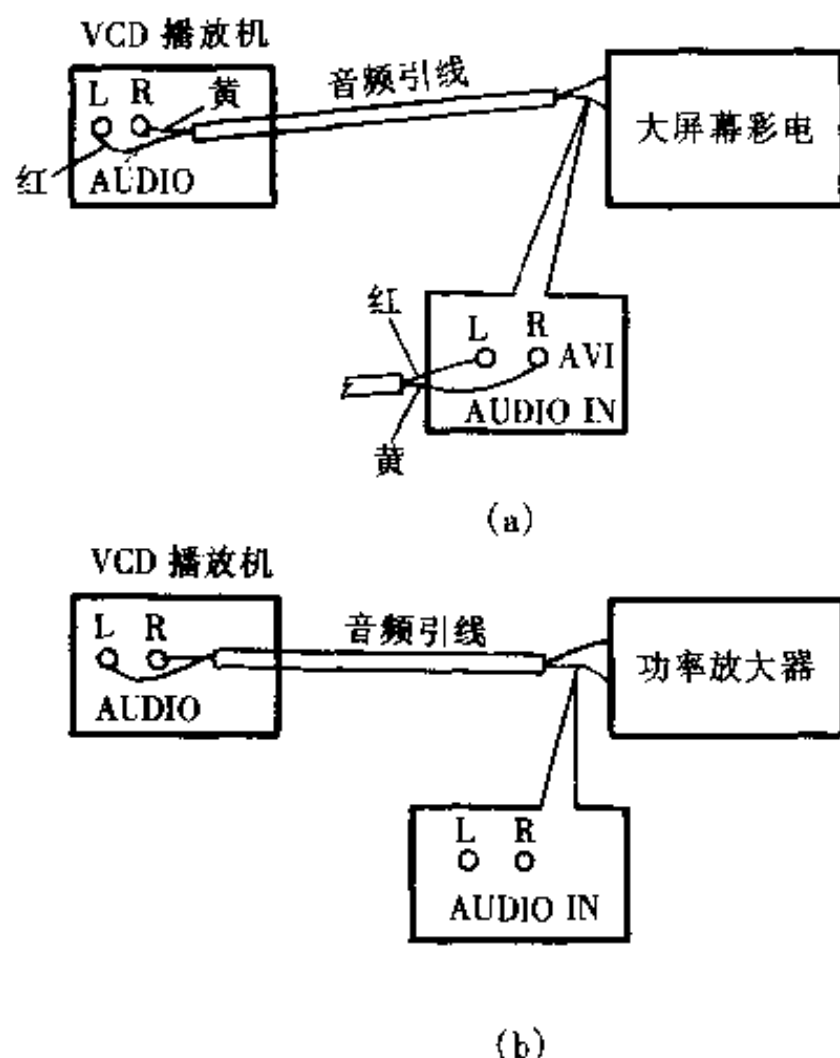 VCD 播放机
L R 黄
音频引线
大屏幕彩电
红
AUDIO
红
L R
AVI
AUDIO IN
黄
(a)
VCD 播放机
L R
音频引线
功率放大器
AUDIO
L R
AUDIO IN
(b)